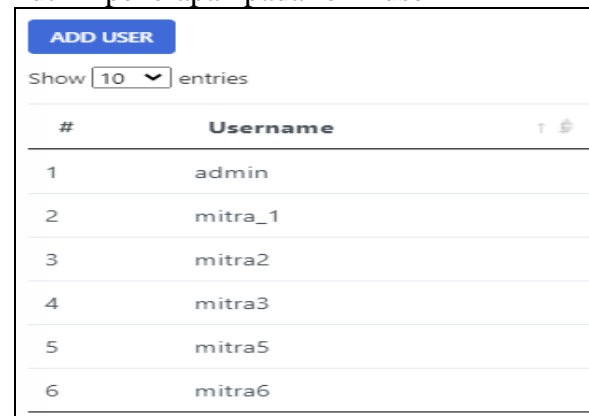 ADD USER
Show 10 entries
# Username
1 admin
2 mitra_1
3 mitra2
4 mitra3
5 mitra5
6 mitra6